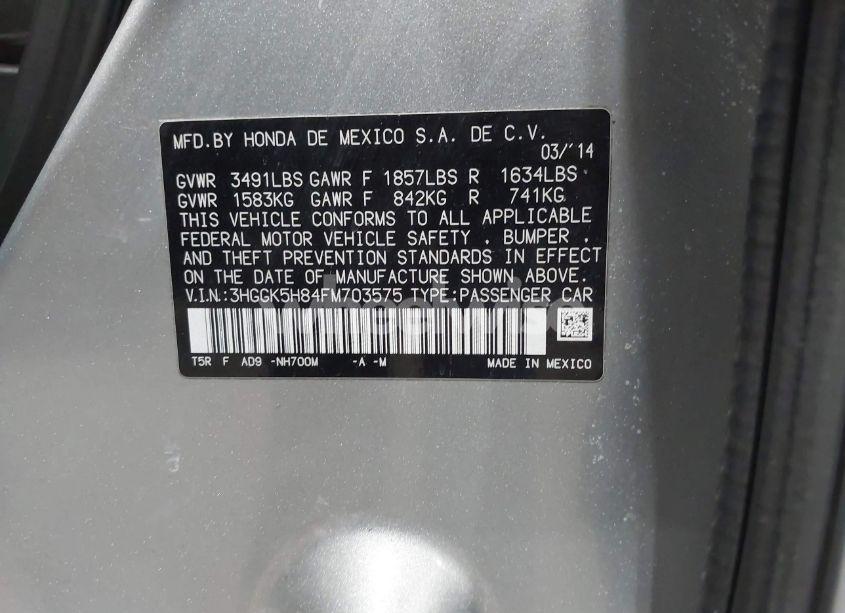 MFD.BY HONDA DE MEXICO S.A. DE C.V.
03/'14
GVWR 3491LBS GAWR F 1857LBS R 1634LBS
GVWR 1583KG GAWR F 842KG R 741KG
THIS VEHICLE CONFORMS TO ALL APPLICABLE
FEDERAL MOTOR VEHICLE SAFETY , BUMPER ,
AND THEFT PREVENTION STANDARDS IN EFFECT
ON THE DATE OF MANUFACTURE SHOWN ABOVE.
V.I.N.:3HGGK5H84FM703575 TYPE:PASSENGER CAR
T5R F AD9 -NH700M -A -M MADE IN MEXICO